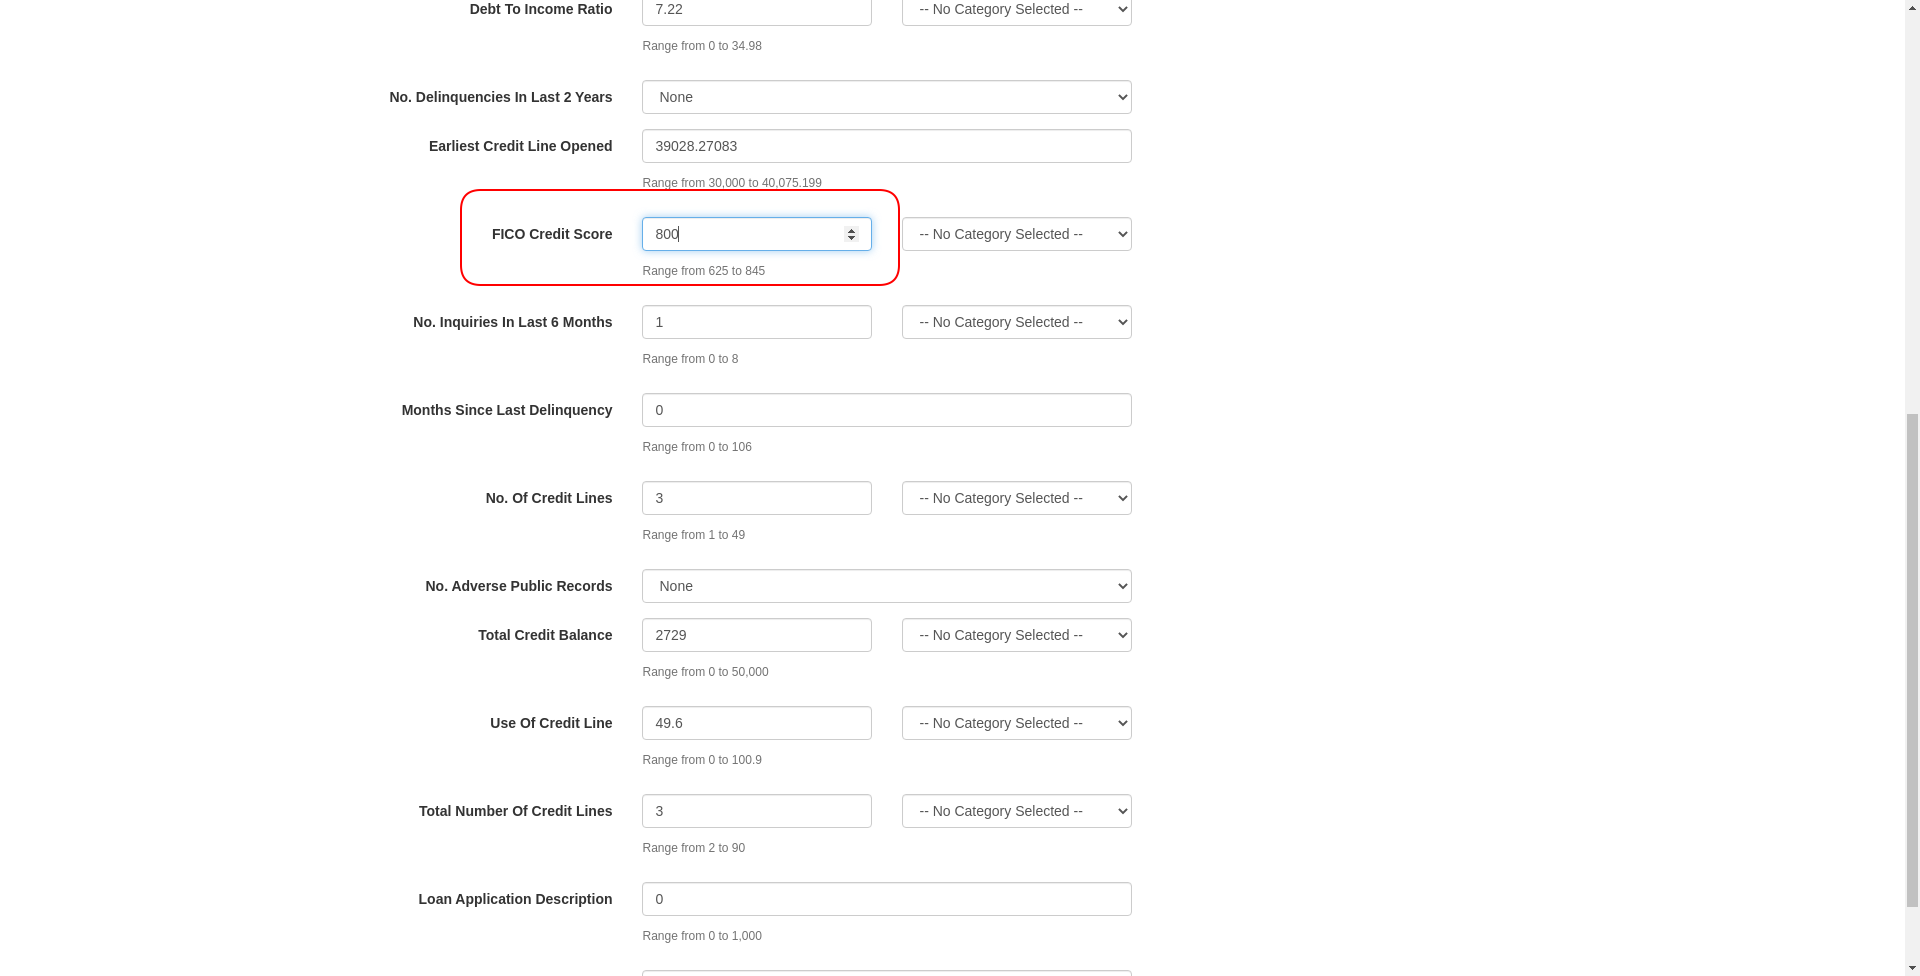 Debt To Income Ratio 7.22 -- No Category Selected --
Range from 0 to 34.98
No. Delinquencies In Last 2 Years None
Earliest Credit Line Opened 39028.27083
Range from 30,000 to 40,075.199
FICO Credit Score 800 -- No Category Selected --
Range from 625 to 845
No. Inquiries In Last 6 Months 1 -- No Category Selected --
Range from 0 to 8
Months Since Last Delinquency 0
Range from 0 to 106
No. Of Credit Lines 3 -- No Category Selected --
Range from 1 to 49
No. Adverse Public Records None
Total Credit Balance 2729 -- No Category Selected --
Range from 0 to 50,000
Use Of Credit Line 49.6 -- No Category Selected --
Range from 0 to 100.9
Total Number Of Credit Lines 3 -- No Category Selected --
Range from 2 to 90
Loan Application Description 0
Range from 0 to 1,000